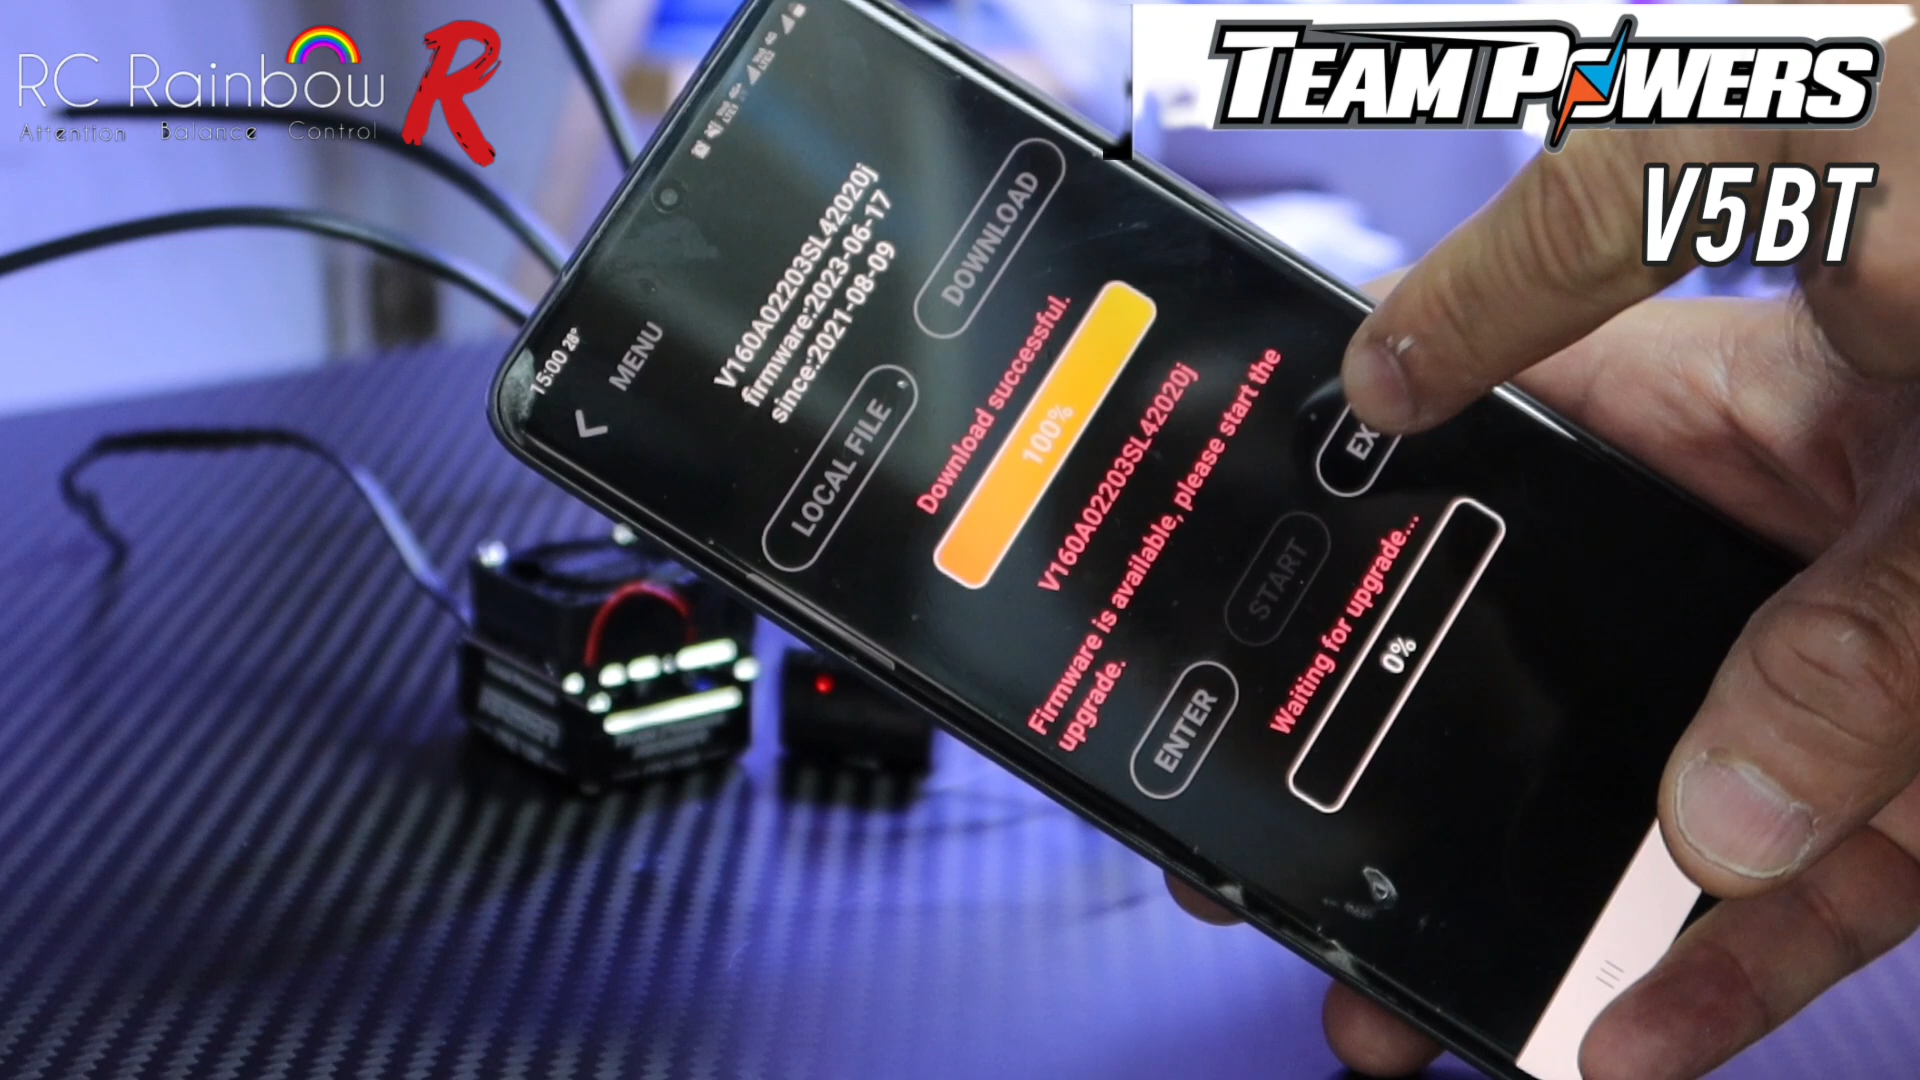 RC Rainbow R
Attention Balance Control
TEAM POWERS
V5BT
15:00 28°
MENU
V160A02203SL42020j
firmware:2023-06-17
since:2021-08-09
LOCAL FILE
DOWNLOAD
Download successful.
100%
V160A02203SL42020j
Firmware is available, please start the
upgrade.
ENTER
START
Waiting for upgrade...
0%